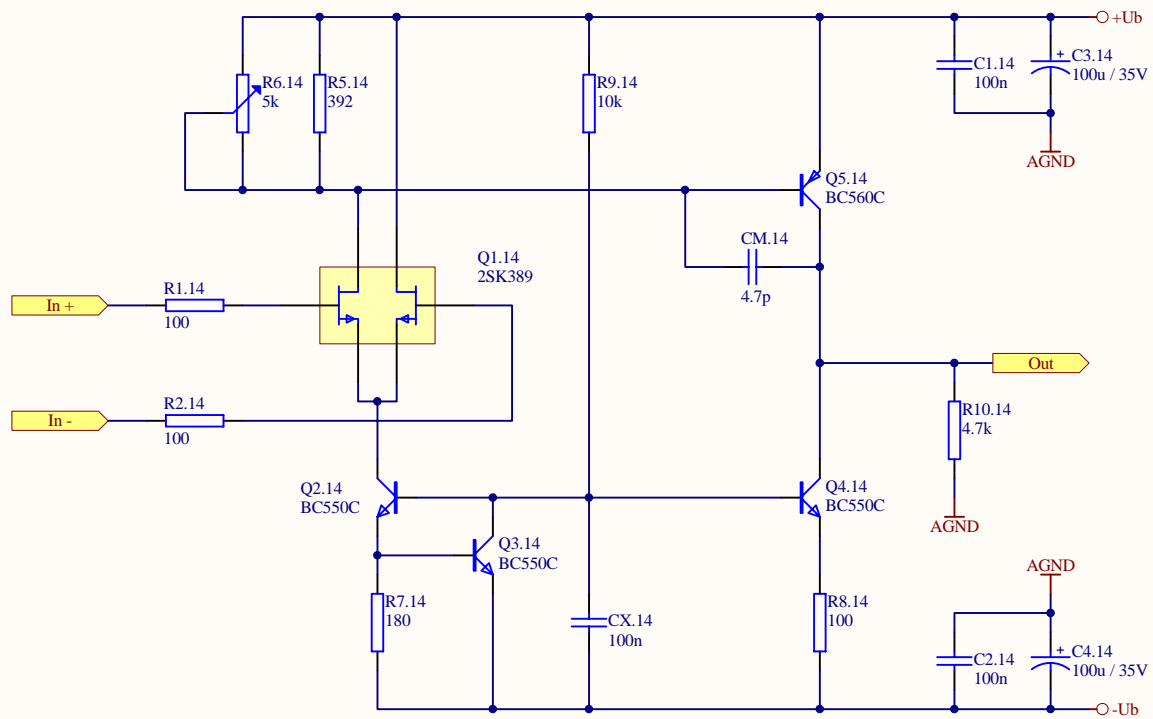 +Ub
R6.14
5k
R5.14
392
R9.14
10k
C1.14
100n
+
C3.14
100u / 35V
AGND
Q5.14
BC560C
CM.14
4.7p
Q1.14
2SK389
R1.14
In +
100
Out
R2.14
In -
100
R10.14
4.7k
AGND
Q2.14
BC550C
Q4.14
BC550C
Q3.14
BC550C
AGND
R7.14
180
CX.14
100n
R8.14
100
C2.14
100n
+
C4.14
100u / 35V
-Ub